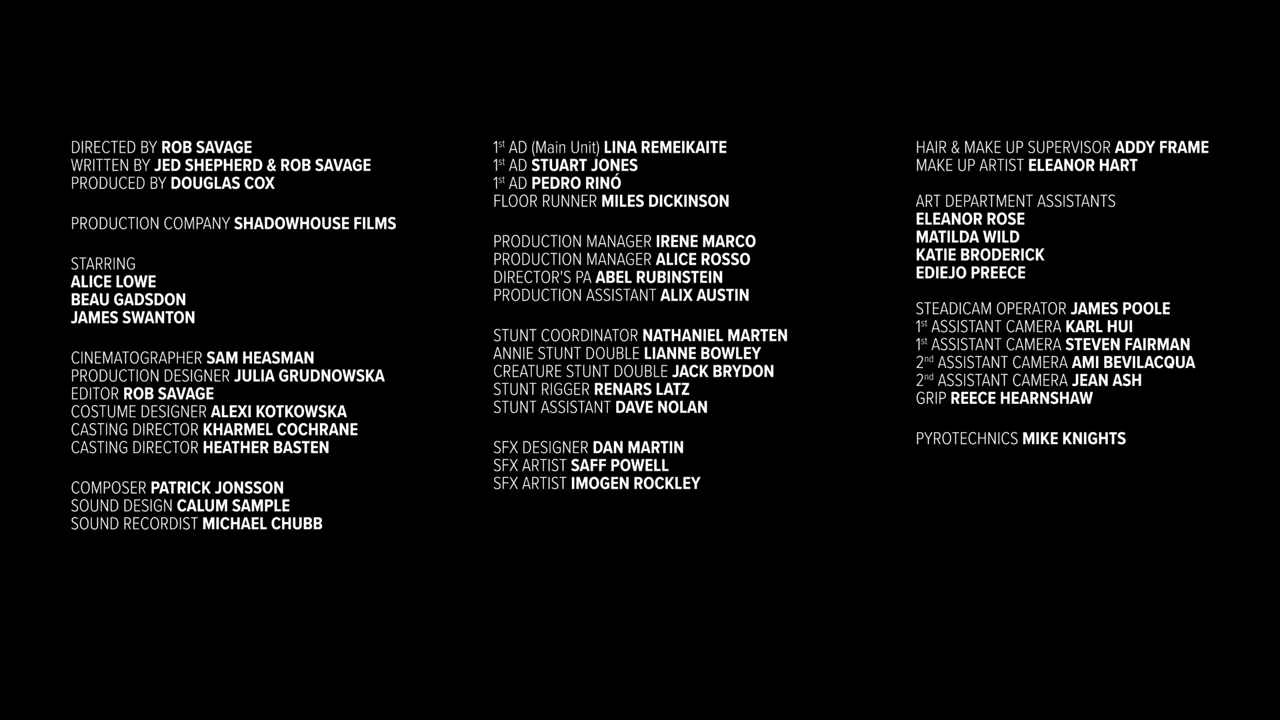 DIRECTED BY ROB SAVAGE
WRITTEN BY JED SHEPHERD & ROB SAVAGE
PRODUCED BY DOUGLAS COX
PRODUCTION COMPANY SHADOWHOUSE FILMS
STARRING
ALICE LOWE
BEAU GADSDON
JAMES SWANTON
CINEMATOGRAPHER SAM HEASMAN
PRODUCTION DESIGNER JULIA GRUDNOWSKA
EDITOR ROB SAVAGE
COSTUME DESIGNER ALEXI KOTKOWSKA
CASTING DIRECTOR KHARMEL COCHRANE
CASTING DIRECTOR HEATHER BASTEN
COMPOSER PATRICK JONSSON
SOUND DESIGN CALUM SAMPLE
SOUND RECORDIST MICHAEL CHUBB
1st AD (Main Unit) LINA REMEIKAITE
1st AD STUART JONES
1st AD PEDRO RINÓ
FLOOR RUNNER MILES DICKINSON
PRODUCTION MANAGER IRENE MARCO
PRODUCTION MANAGER ALICE ROSSO
DIRECTOR'S PA ABEL RUBINSTEIN
PRODUCTION ASSISTANT ALIX AUSTIN
STUNT COORDINATOR NATHANIEL MARTEN
ANNIE STUNT DOUBLE LIANNE BOWLEY
CREATURE STUNT DOUBLE JACK BRYDON
STUNT RIGGER RENARS LATZ
STUNT ASSISTANT DAVE NOLAN
SFX DESIGNER DAN MARTIN
SFX ARTIST SAFF POWELL
SFX ARTIST IMOGEN ROCKLEY
HAIR & MAKE UP SUPERVISOR ADDY FRAME
MAKE UP ARTIST ELEANOR HART
ART DEPARTMENT ASSISTANTS
ELEANOR ROSE
MATILDA WILD
KATIE BRODERICK
EDIEJO PREECE
STEADICAM OPERATOR JAMES POOLE
1st ASSISTANT CAMERA KARL HUI
1st ASSISTANT CAMERA STEVEN FAIRMAN
2nd ASSISTANT CAMERA AMI BEVILACQUA
2nd ASSISTANT CAMERA JEAN ASH
GRIP REECE HEARNSHAW
PYROTECHNICS MIKE KNIGHTS